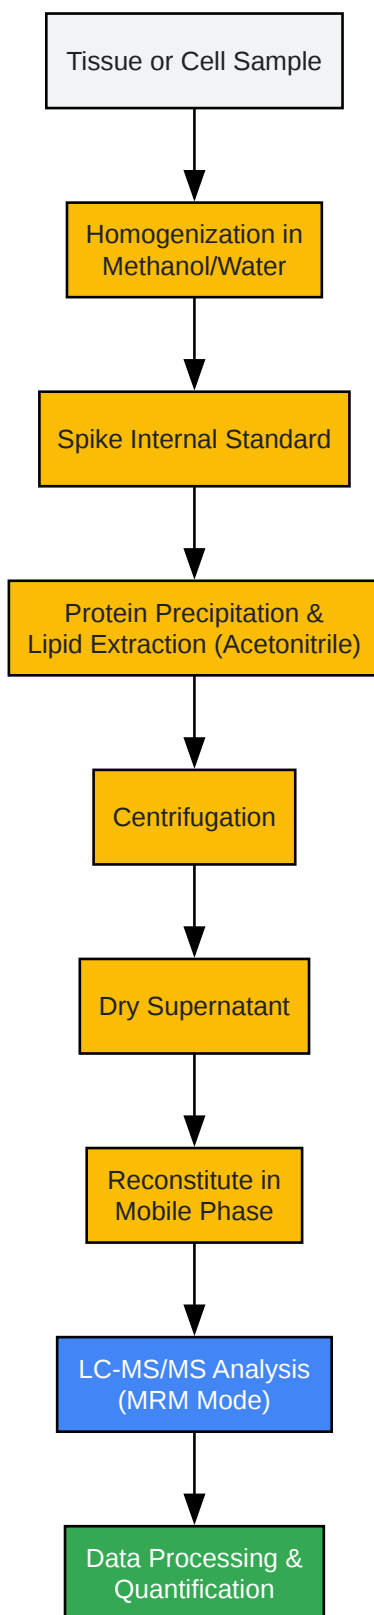 Tissue or Cell Sample
Homogenization in
Methanol/Water
Spike Internal Standard
Protein Precipitation &
Lipid Extraction (Acetonitrile)
Centrifugation
Dry Supernatant
Reconstitute in
Mobile Phase
LC-MS/MS Analysis
(MRM Mode)
Data Processing &
Quantification